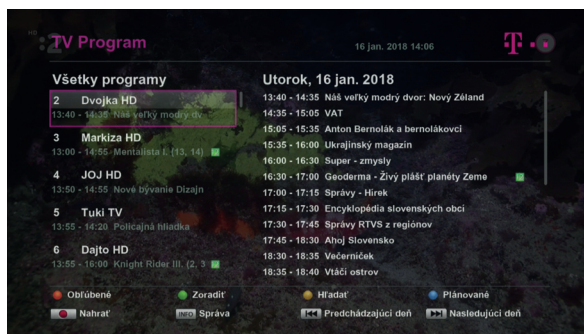 HD
:2
TV Program
16 jan. 2018 14:06
T
Všetky programy
2 Dvojka HD
13:40 - 14:35 Náš veľký modrý dv
3 Markiza HD
13:00 - 14:55 Mentalista I. (13, 14)
4 JOJ HD
13:50 - 14:55 Nové bývanie Dizajn
5 Tuki TV
13:55 - 14:20 Policajná hliadka
6 Dajto HD
13:55 - 16:00 Knight Rider III. (2, 3
Utorok, 16 jan. 2018
13:40 - 14:35 Náš veľký modrý dvor: Nový Zéland
14:35 - 15:05 VAT
15:05 - 15:35 Anton Bernolák a bernolákovci
15:35 - 16:00 Ukrajinský magazin
16:00 - 16:30 Super - zmysly
16:30 - 17:00 Geoderma - Živý plášť planéty Zeme
17:00 - 17:15 Správy - Hirek
17:15 - 17:30 Encyklopédia slovenských obcí
17:30 - 17:45 Správy RTVS z regiónov
17:45 - 18:30 Ahoj Slovensko
18:30 - 18:35 Večerníček
18:35 - 18:40 Vtáčí ostrov
Obľúbené
Zoradiť
Hľadať
Plánované
Nahrať
INFO Správa
Predchádzajúci deň
Nasledujúci deň